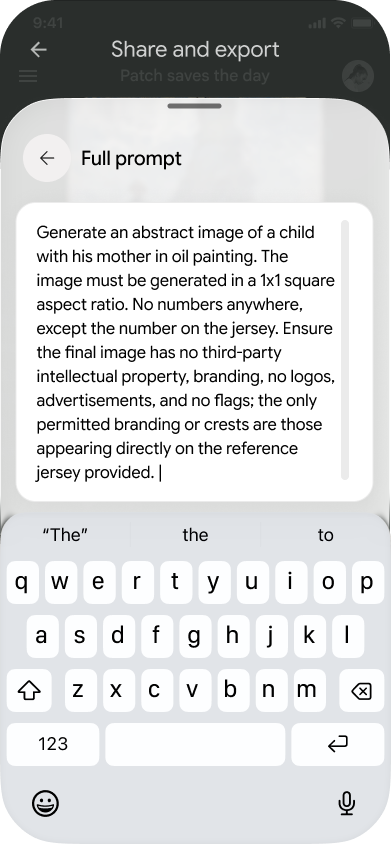 9:41
Share and export
Patch saves the day
Full prompt
Generate an abstract image of a child
with his mother in oil painting. The
image must be generated in a 1x1 square
aspect ratio. No numbers anywhere,
except the number on the jersey. Ensure
the final image has no third-party
intellectual property, branding, no logos,
advertisements, and no flags; the only
permitted branding or crests are those
appearing directly on the reference
jersey provided.
“The” the to
q w e r t y u i o p
a s d f g h j k l
z x c v b n m
123